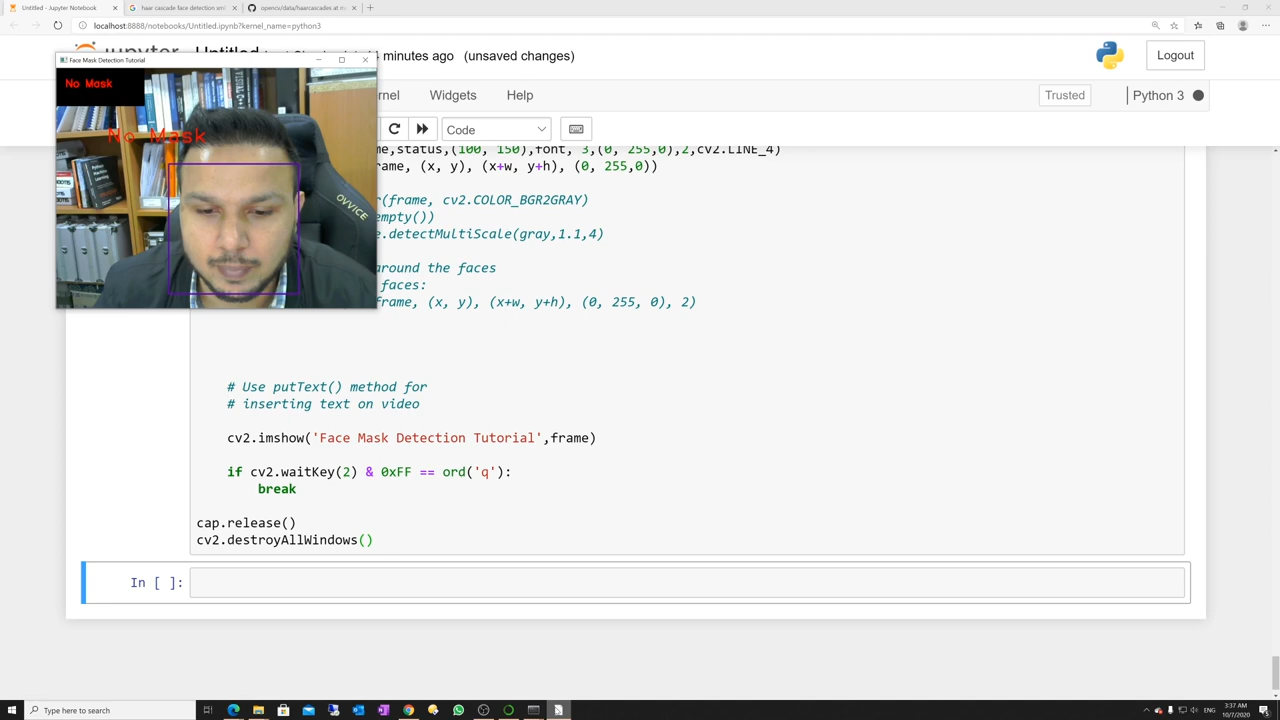 Untitled - Jupyter Notebook
haar cascade face detection xml
opencv/data/haarcascades at m
localhost:8888/notebooks/Untitled.ipynb?kernel_name=python3
minutes ago (unsaved changes)
Logout
Face Mask Detection Tutorial
No Mask
No Mask
OVVICE
Widgets
Help
Trusted
Python 3
Code
e,status,(100, 150),font, 3,(0, 255,0),2,cv2.LINE_4)
rame, (x, y), (x+w, y+h), (0, 255,0))
r(frame, cv2.COLOR_BGR2GRAY)
empty())
e.detectMultiScale(gray,1.1,4)
around the faces
faces:
frame, (x, y), (x+w, y+h), (0, 255, 0), 2)
# Use putText() method for
# inserting text on video
cv2.imshow('Face Mask Detection Tutorial',frame)
if cv2.waitKey(2) & 0xFF == ord('q'):
break
cap.release()
cv2.destroyAllWindows()
In [ ]:
Type here to search
ENG
3:37 AM
10/7/2020